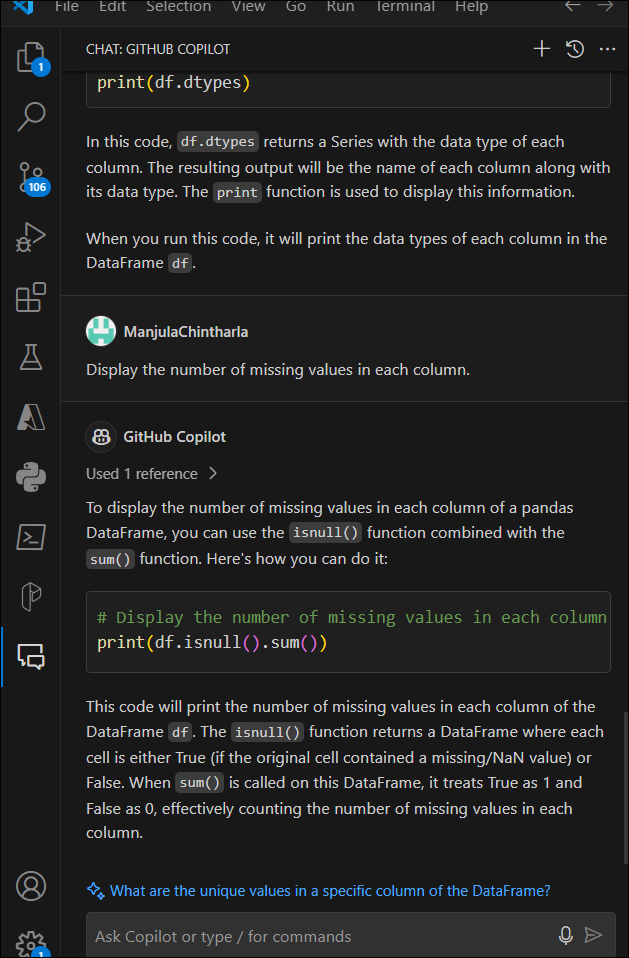 File Edit Selection View Go Run Terminal Help
CHAT: GITHUB COPILOT
1
print(df.dtypes)
In this code, df.dtypes returns a Series with the data type of each
column. The resulting output will be the name of each column along with
its data type. The print function is used to display this information.
106
When you run this code, it will print the data types of each column in the
DataFrame df.
ManjulaChintharla
Display the number of missing values in each column.
GitHub Copilot
Used 1 reference
To display the number of missing values in each column of a pandas
DataFrame, you can use the isnull() function combined with the
sum() function. Here's how you can do it:
# Display the number of missing values in each column
print(df.isnull().sum())
This code will print the number of missing values in each column of the
DataFrame df. The isnull() function returns a DataFrame where each
cell is either True (if the original cell contained a missing/NaN value) or
False. When sum() is called on this DataFrame, it treats True as 1 and
False as 0, effectively counting the number of missing values in each
column.
What are the unique values in a specific column of the DataFrame?
Ask Copilot or type / for commands
1